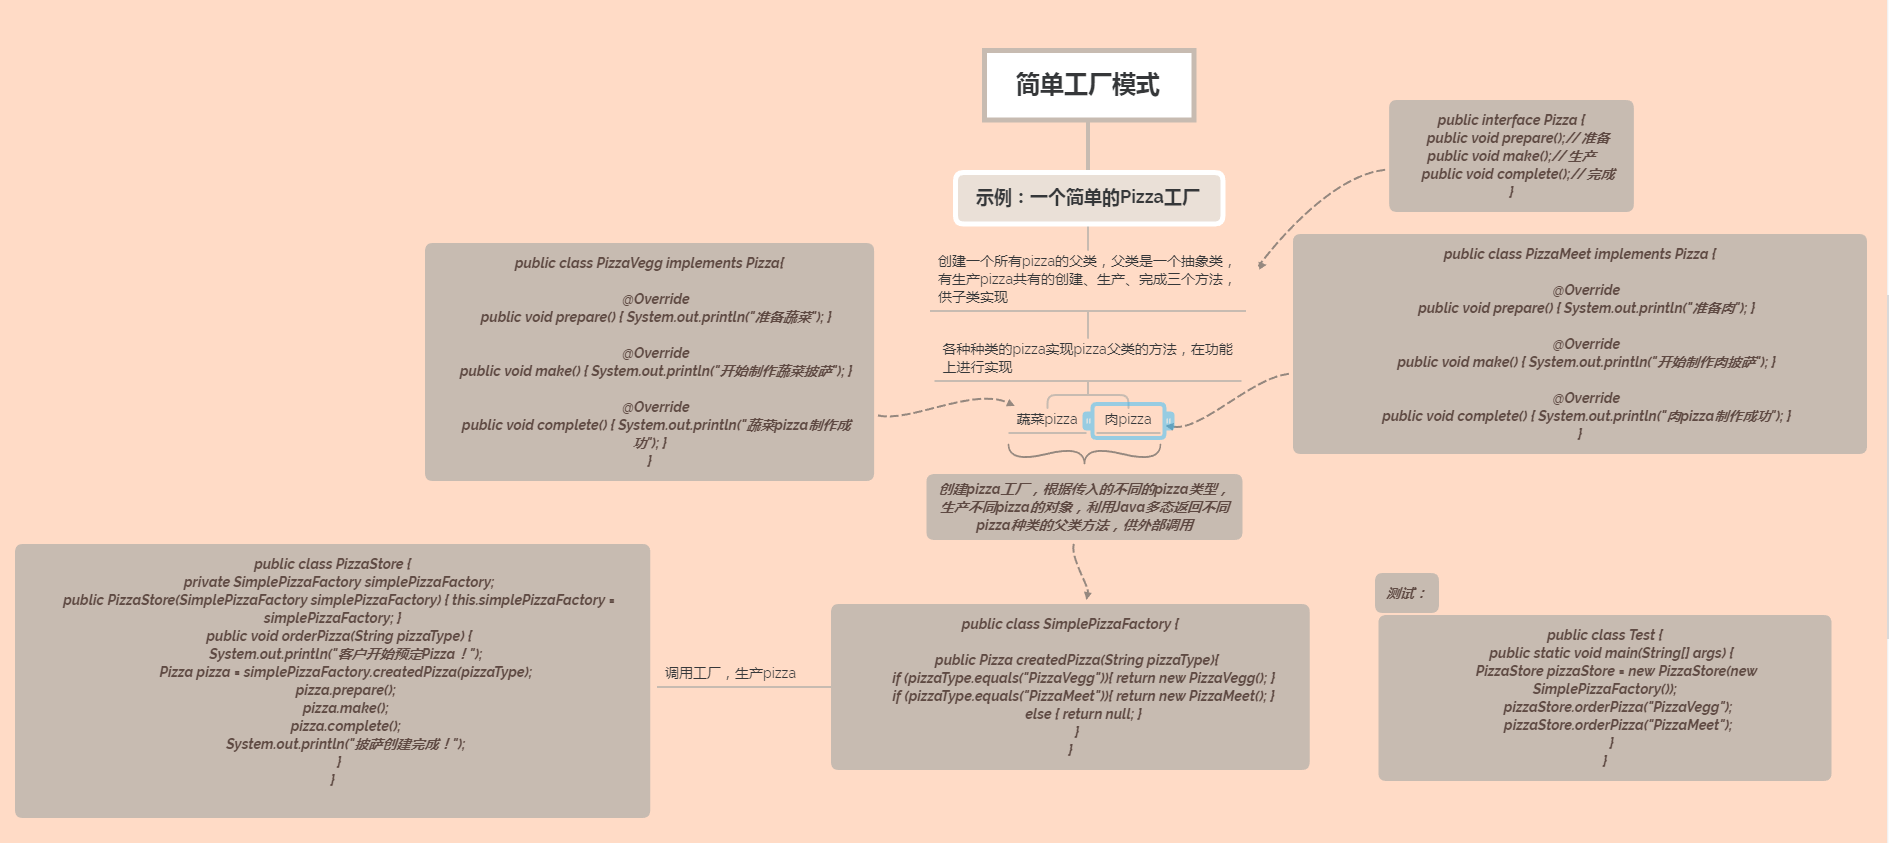 简单工厂模式
示例：一个简单的Pizza工厂
创建一个所有pizza的父类，父类是一个抽象类，
有生产pizza共有的创建、生产、完成三个方法，
供子类实现
public interface Pizza {
public void prepare();// 准备
public void make();// 生产
public void complete();// 完成
}
各种种类的pizza实现pizza父类的方法，在功能
上进行实现
蔬菜pizza
肉pizza
public class PizzaVegg implements Pizza{
@Override
public void prepare() { System.out.println("准备蔬菜"); }
@Override
public void make() { System.out.println("开始制作蔬菜披萨"); }
@Override
public void complete() { System.out.println("蔬菜pizza制作成
功"); }
}
public class PizzaMeet implements Pizza {
@Override
public void prepare() { System.out.println("准备肉"); }
@Override
public void make() { System.out.println("开始制作肉披萨"); }
@Override
public void complete() { System.out.println("肉pizza制作成功"); }
}
创建pizza工厂，根据传入的不同的pizza类型，
生产不同pizza的对象，利用Java多态返回不同
pizza种类的父类方法，供外部调用
public class SimplePizzaFactory {
public Pizza createdPizza(String pizzaType){
if (pizzaType.equals("PizzaVegg")){ return new PizzaVegg(); }
if (pizzaType.equals("PizzaMeet")){ return new PizzaMeet(); }
else { return null; }
}
}
调用工厂，生产pizza
public class PizzaStore {
private SimplePizzaFactory simplePizzaFactory;
public PizzaStore(SimplePizzaFactory simplePizzaFactory) { this.simplePizzaFactory =
simplePizzaFactory; }
public void orderPizza(String pizzaType) {
System.out.println("客户开始预定Pizza！");
Pizza pizza = simplePizzaFactory.createdPizza(pizzaType);
pizza.prepare();
pizza.make();
pizza.complete();
System.out.println("披萨创建完成！");
}
}
测试：
public class Test {
public static void main(String[] args) {
PizzaStore pizzaStore = new PizzaStore(new
SimplePizzaFactory());
pizzaStore.orderPizza("PizzaVegg");
pizzaStore.orderPizza("PizzaMeet");
}
}